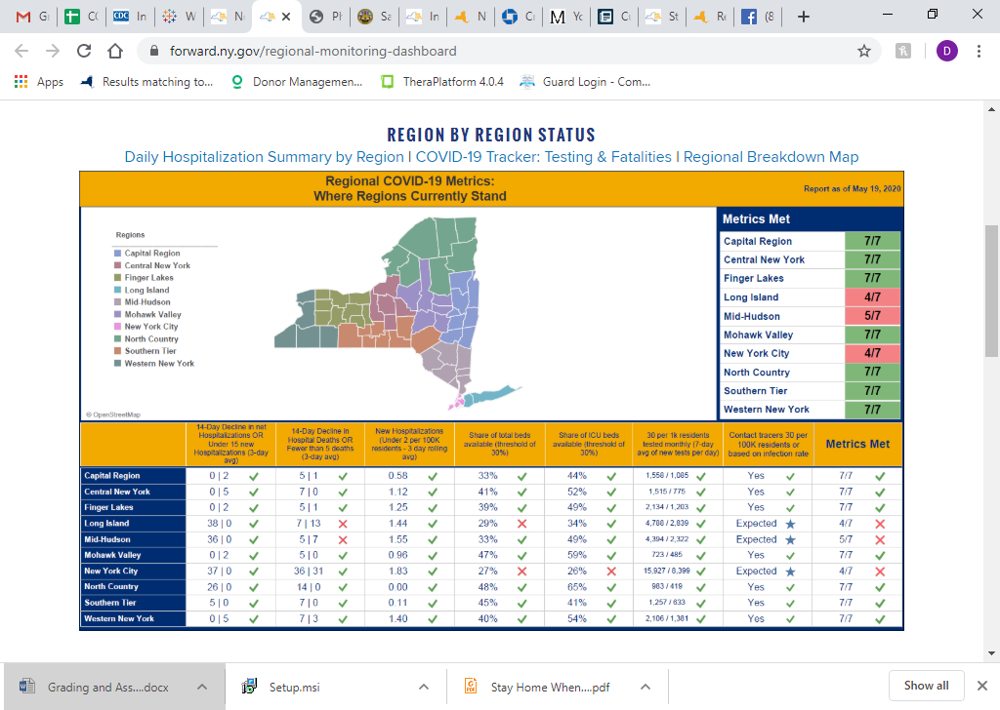 G
CC
CDC In
W
N
Pl
Sa
In
N
C
M Yc
C
St
Re
(8
forward.ny.gov/regional-monitoring-dashboard
D
Apps Results matching to... Donor Managemen... TheraPlatform 4.0.4 Guard Login - Com...
REGION BY REGION STATUS
Daily Hospitalization Summary by Region I COVID-19 Tracker: Testing & Fatalities I Regional Breakdown Map
Regional COVID-19 Metrics:
Where Regions Currently Stand
Report as of May 19, 2020
Regions
Capital Region
Central New York
Finger Lakes
Long Island
Mid-Hudson
Mohawk Valley
New York City
North Country
Southern Tier
Western New York
© OpenStreetMap
Metrics Met
Capital Region 7/7
Central New York 7/7
Finger Lakes 7/7
Long Island 4/7
Mid-Hudson 5/7
Mohawk Valley 7/7
New York City 4/7
North Country 7/7
Southern Tier 7/7
Western New York 7/7
14-Day Decline in net
Hospitalizations OR
Under 15 new
Hospitalizations (3-day
avg)
14-Day Decline in
Hospital Deaths OR
Fewer than 5 deaths
(3-day avg)
New Hospitalizations
(Under 2 per 100K
residents - 3 day rolling
avg)
Share of total beds
available (threshold of
30%)
Share of ICU beds
available (threshold of
30%)
30 per 1k residents
tested monthly (7-day
avg of new tests per day)
Contact tracers 30 per
100K residents or
based on infection rate
Metrics Met
Capital Region 0 | 2 ✓ 5 | 1 ✓ 0.58 ✓ 33% ✓ 44% ✓ 1,556 / 1,085 ✓ Yes ✓ 7/7 ✓
Central New York 0 | 5 ✓ 7 | 0 ✓ 1.12 ✓ 41% ✓ 52% ✓ 1,515 / 775 ✓ Yes ✓ 7/7 ✓
Finger Lakes 0 | 2 ✓ 5 | 1 ✓ 1.25 ✓ 39% ✓ 49% ✓ 2,134 / 1,203 ✓ Yes ✓ 7/7 ✓
Long Island 38 | 0 ✓ 7 | 13 ✕ 1.44 ✓ 29% ✕ 34% ✓ 4,788 / 2,839 ✓ Expected ★ 4/7 ✕
Mid-Hudson 36 | 0 ✓ 5 | 7 ✕ 1.55 ✓ 33% ✓ 49% ✓ 4,394 / 2,322 ✓ Expected ★ 5/7 ✕
Mohawk Valley 0 | 2 ✓ 5 | 0 ✓ 0.96 ✓ 47% ✓ 59% ✓ 723 / 485 ✓ Yes ✓ 7/7 ✓
New York City 37 | 0 ✓ 36 | 31 ✓ 1.83 ✓ 27% ✕ 26% ✕ 15,927 / 8,399 ✓ Expected ★ 4/7 ✕
North Country 26 | 0 ✓ 14 | 0 ✓ 0.00 ✓ 48% ✓ 65% ✓ 983 / 419 ✓ Yes ✓ 7/7 ✓
Southern Tier 5 | 0 ✓ 7 | 0 ✓ 0.11 ✓ 45% ✓ 41% ✓ 1,257 / 633 ✓ Yes ✓ 7/7 ✓
Western New York 0 | 5 ✓ 7 | 3 ✓ 1.40 ✓ 40% ✓ 54% ✓ 2,106 / 1,381 ✓ Yes ✓ 7/7 ✓
Grading and Ass....docx Setup.msi Stay Home When....pdf Show all